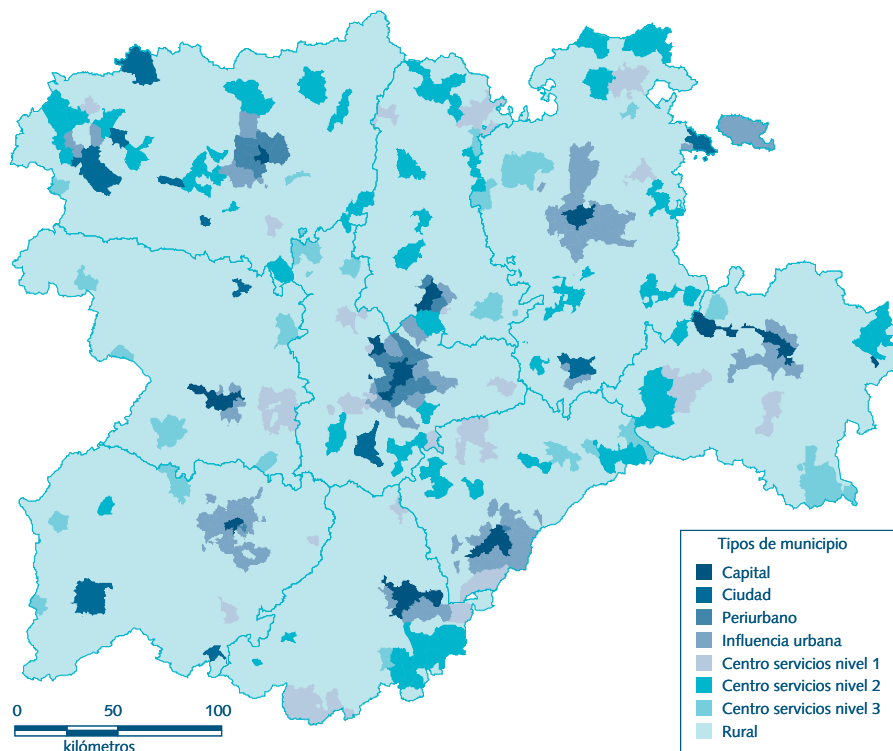 Tipos de municipio
Capital
Ciudad
Periurbano
Influencia urbana
Centro servicios nivel 1
Centro servicios nivel 2
Centro servicios nivel 3
Rural
0 50 100
kilómetros